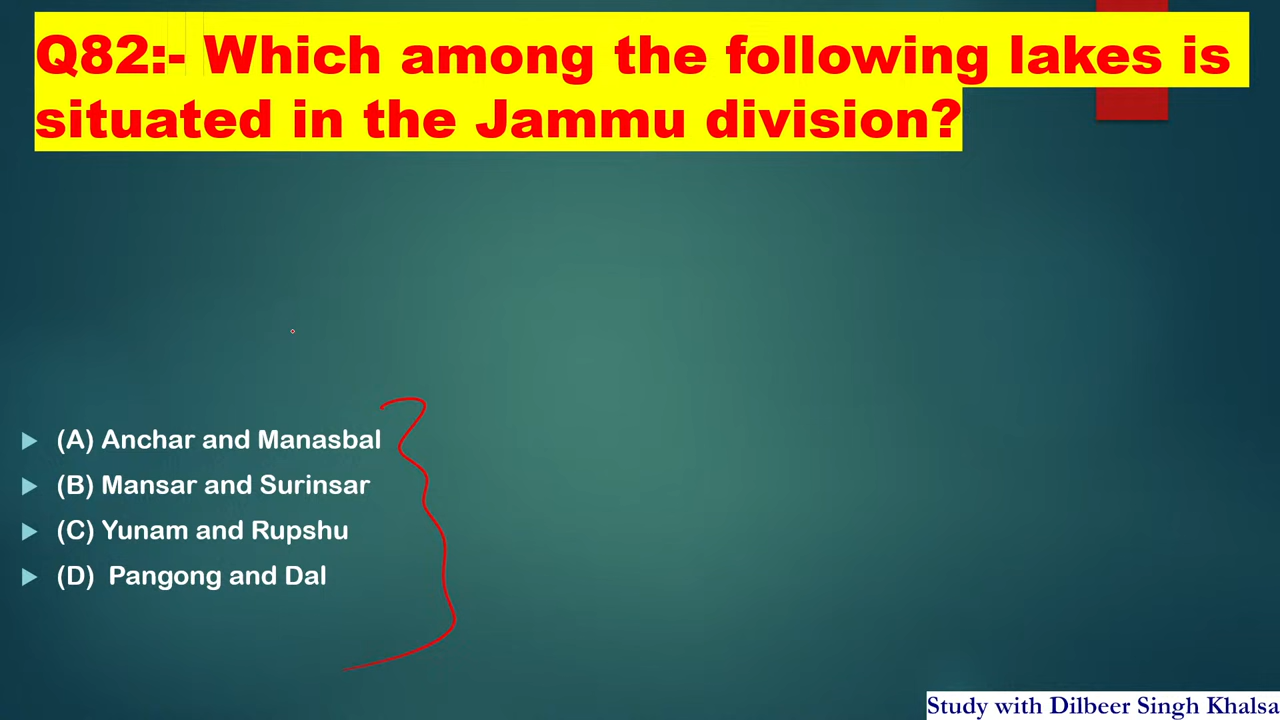 Q82:- Which among the following lakes is
situated in the Jammu division?
(A) Anchar and Manasbal
(B) Mansar and Surinsar
(C) Yunam and Rupshu
(D) Pangong and Dal
Study with Dilbeer Singh Khalsa